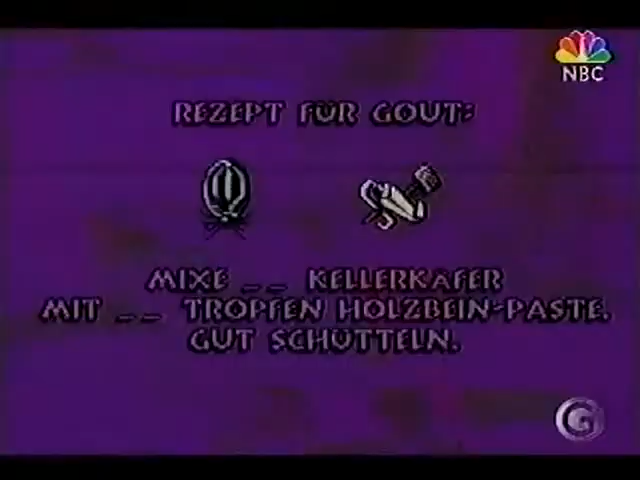 NBC
REZEPT FÜR GOUT:
MIXE _ _ KELLERKÄFER
MIT _ _ TROPFEN HOLZBEIN-PASTE.
GUT SCHÜTTELN.
G